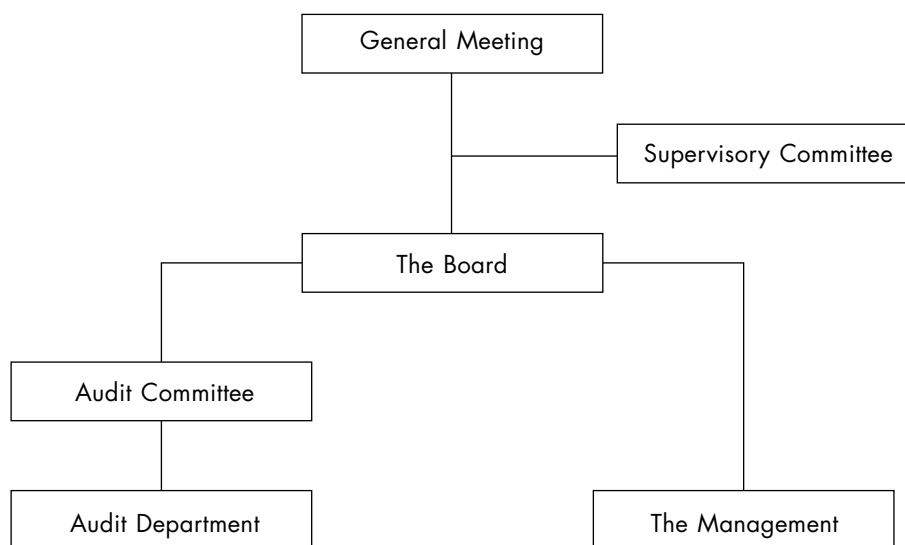 General Meeting
Supervisory Committee
The Board
Audit Committee
Audit Department
The Management